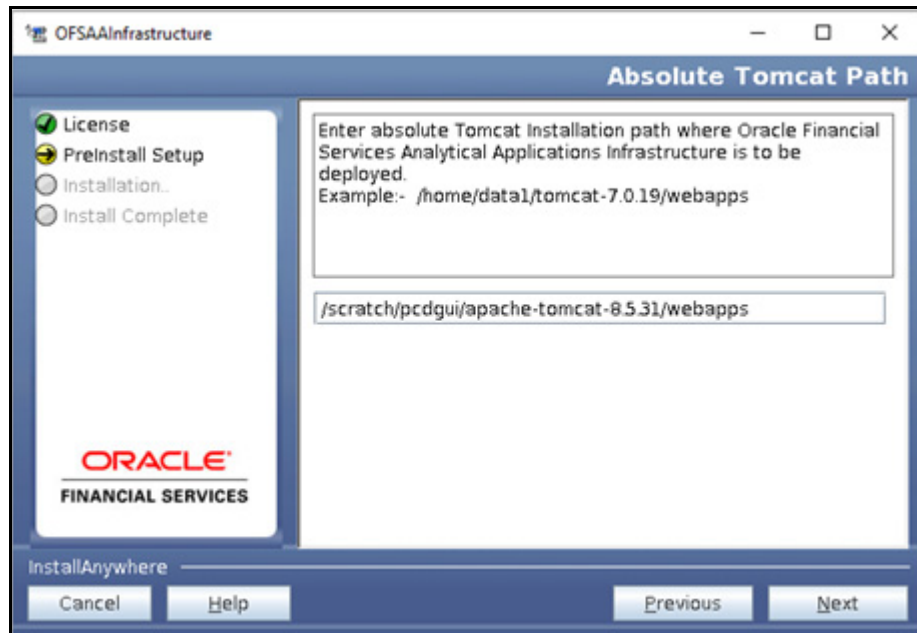 OFSAAInfrastructure
Absolute Tomcat Path
License
PreInstall Setup
Installation..
Install Complete
Enter absolute Tomcat Installation path where Oracle Financial
Services Analytical Applications Infrastructure is to be
deployed.
Example:- /home/data1/tomcat-7.0.19/webapps
/scratch/pcdgui/apache-tomcat-8.5.31/webapps
ORACLE
FINANCIAL SERVICES
InstallAnywhere
Cancel
Help
Previous
Next